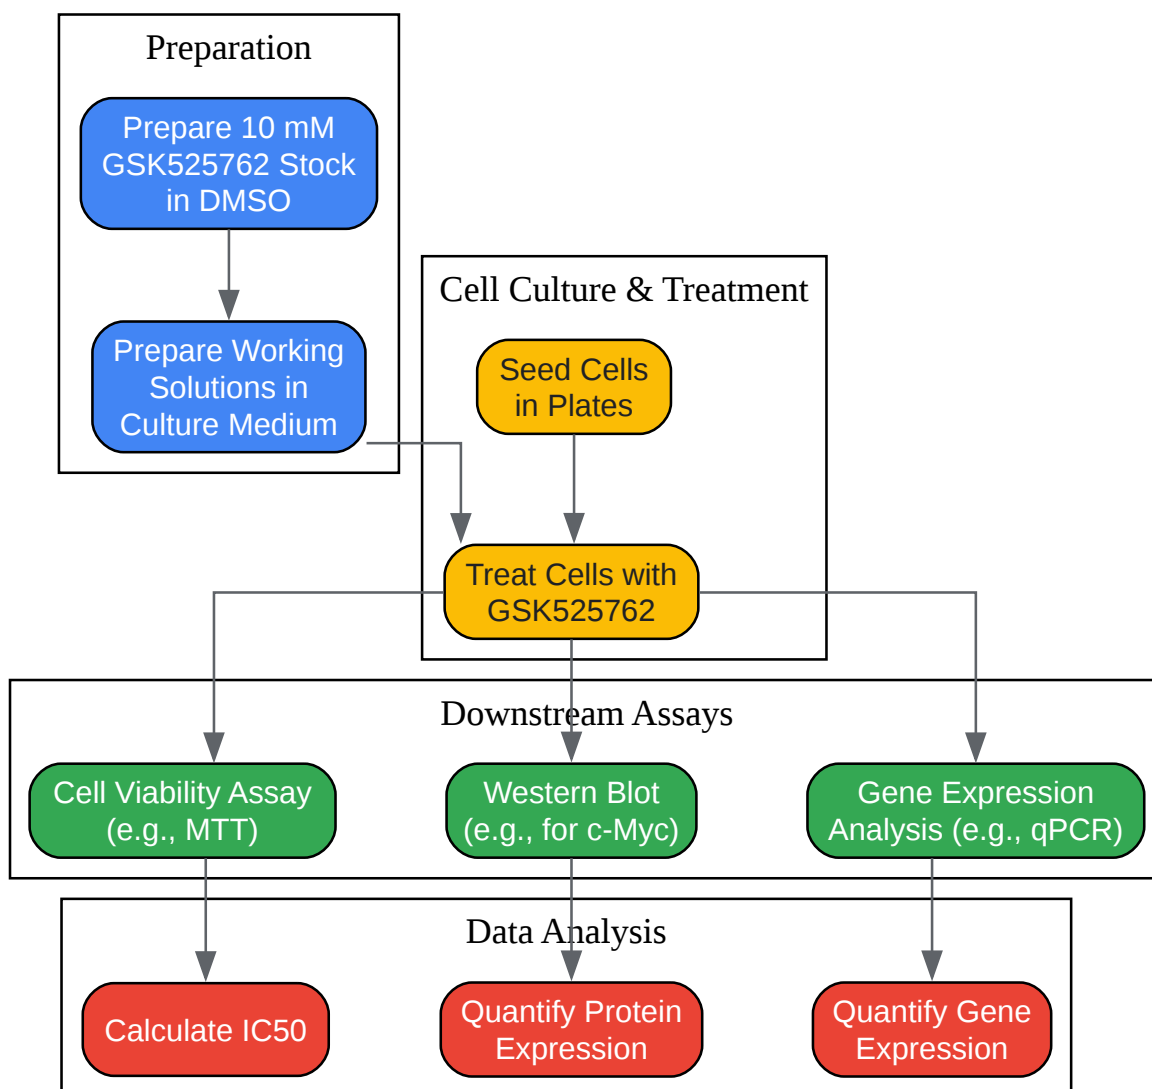 Preparation
Prepare 10 mM
GSK525762 Stock
in DMSO
Prepare Working
Solutions in
Culture Medium
Cell Culture & Treatment
Seed Cells
in Plates
Treat Cells with
GSK525762
Downstream Assays
Cell Viability Assay
(e.g., MTT)
Western Blot
(e.g., for c-Myc)
Gene Expression
Analysis (e.g., qPCR)
Data Analysis
Calculate IC50
Quantify Protein
Expression
Quantify Gene
Expression